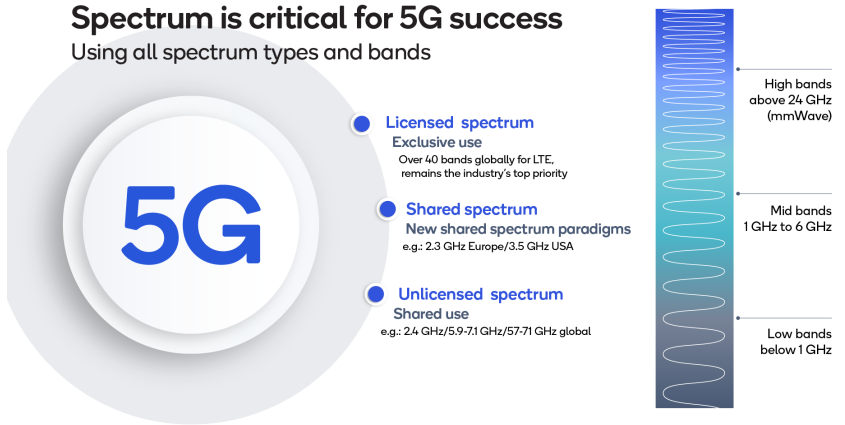 Spectrum is critical for 5G success
Using all spectrum types and bands
5G
Licensed spectrum
Exclusive use
Over 40 bands globally for LTE,
remains the industry's top priority
Shared spectrum
New shared spectrum paradigms
e.g.: 2.3 GHz Europe/3.5 GHz USA
Unlicensed spectrum
Shared use
e.g.: 2.4 GHz/5.9-7.1 GHz/57-71 GHz global
High bands
above 24 GHz
(mmWave)
Mid bands
1 GHz to 6 GHz
Low bands
below 1 GHz